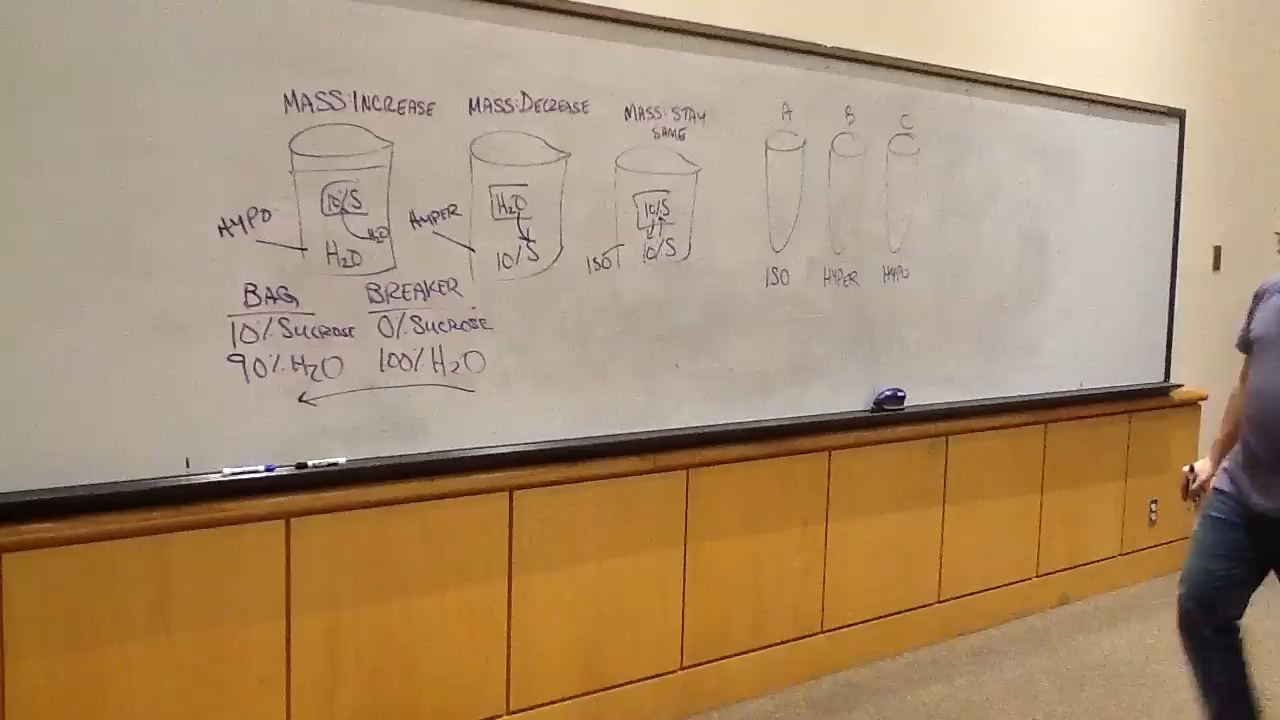 MASS:INCREASE
10%S
H2O
H2O
HYPO
MASS:DECREASE
H2O
10%S
HYPER
MASS:STAY
SAME
10%S
10%S
ISO
A B C
ISO HYPER HYPO
BAG BREAKER
10% SUCROSE 0% SUCROSE
90% H2O 100% H2O